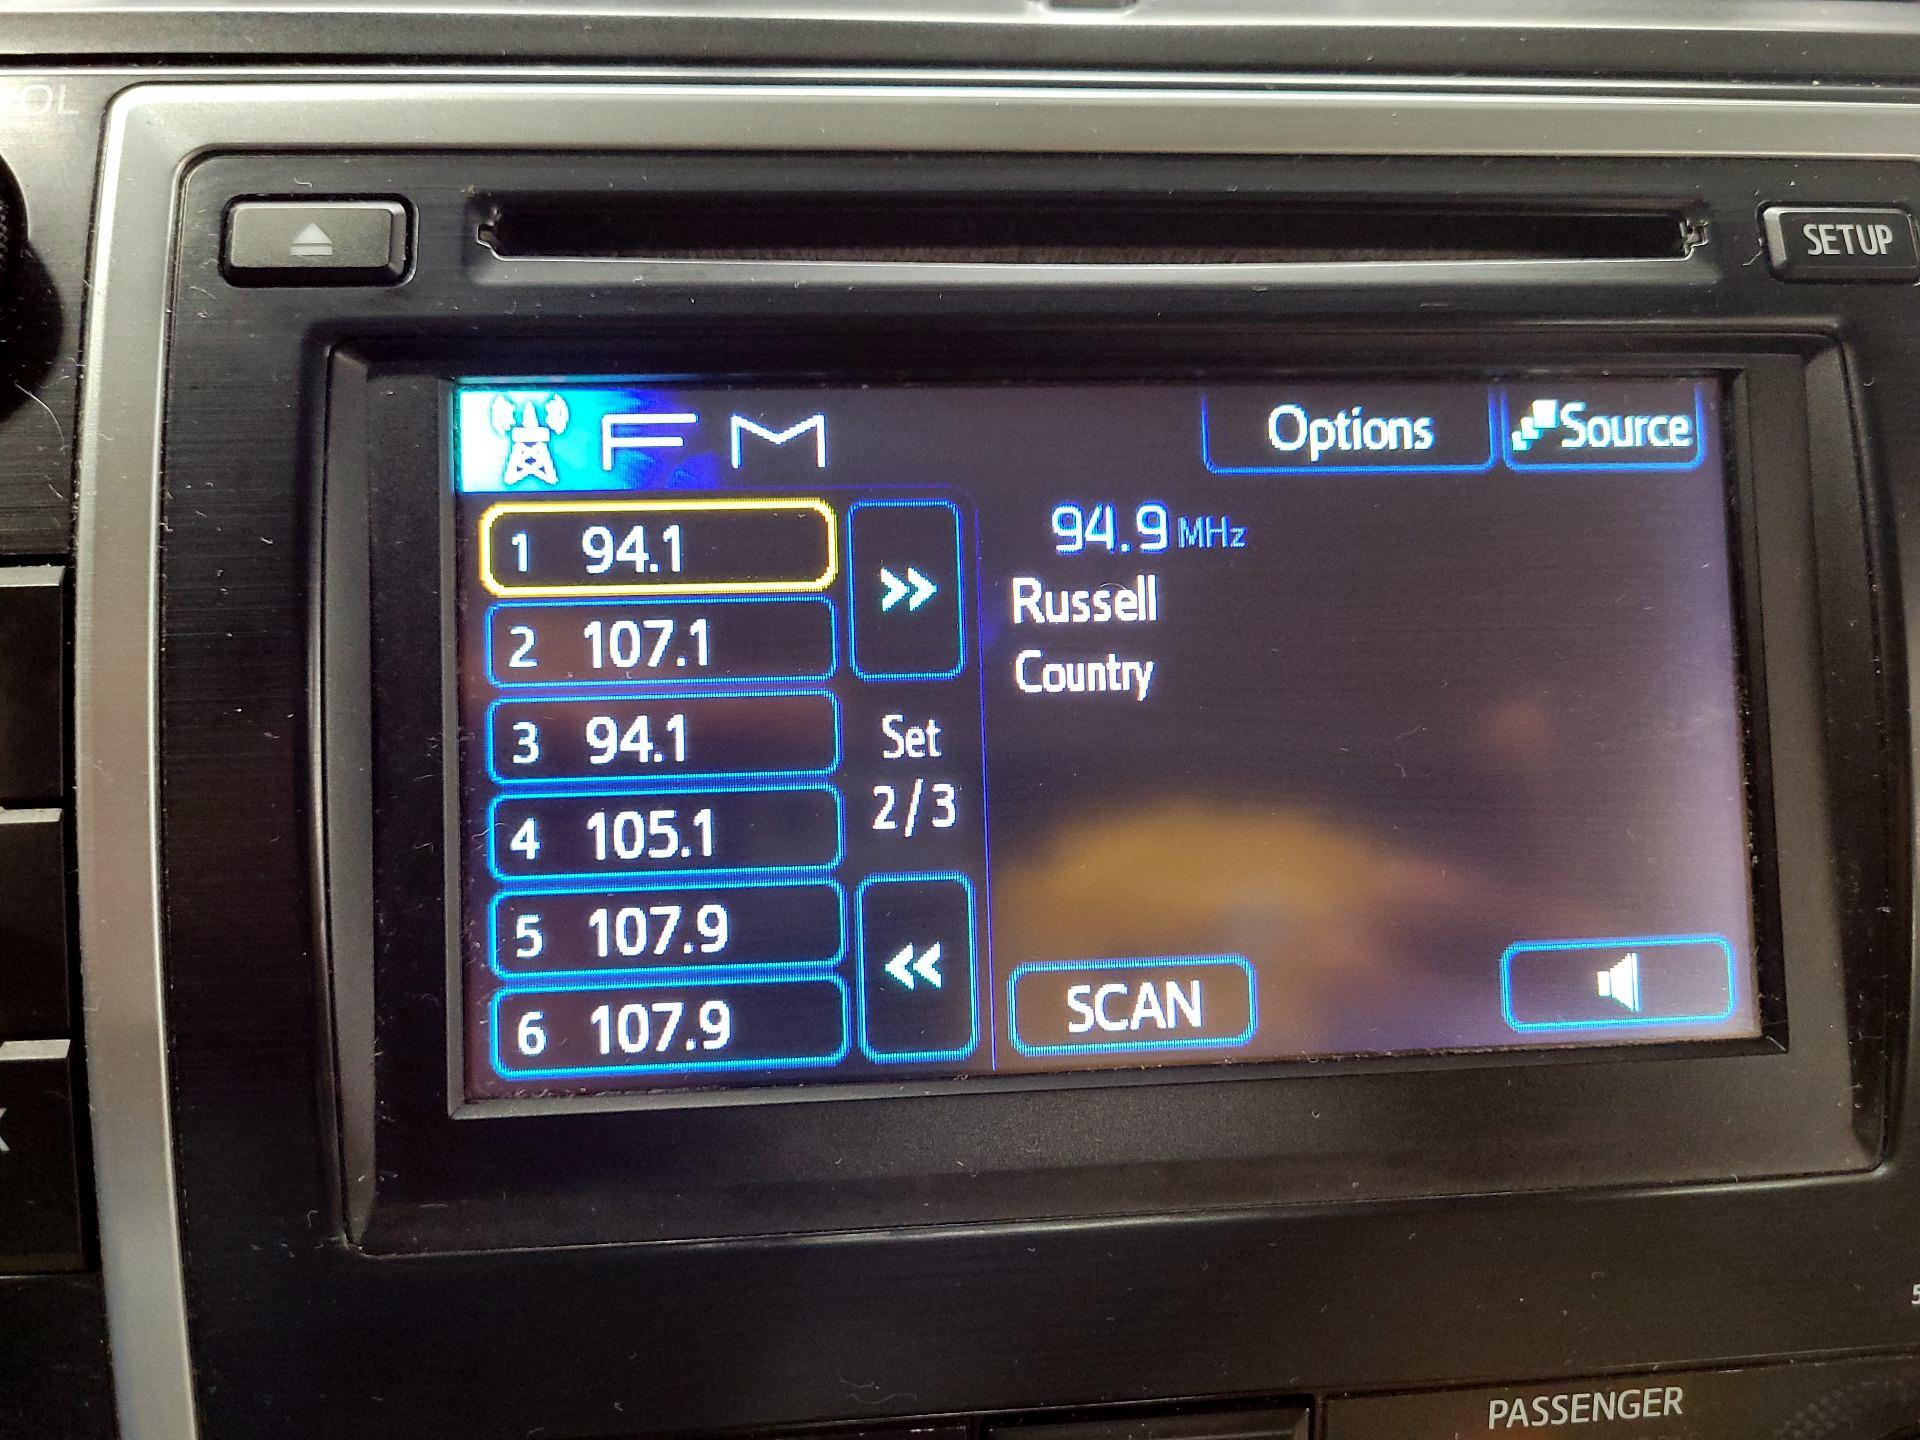 SETUP
FM
Options
Source
1 94.1
2 107.1
3 94.1
4 105.1
5 107.9
6 107.9
Set
2/3
94.9 MHz
Russell
Country
SCAN
PASSENGER